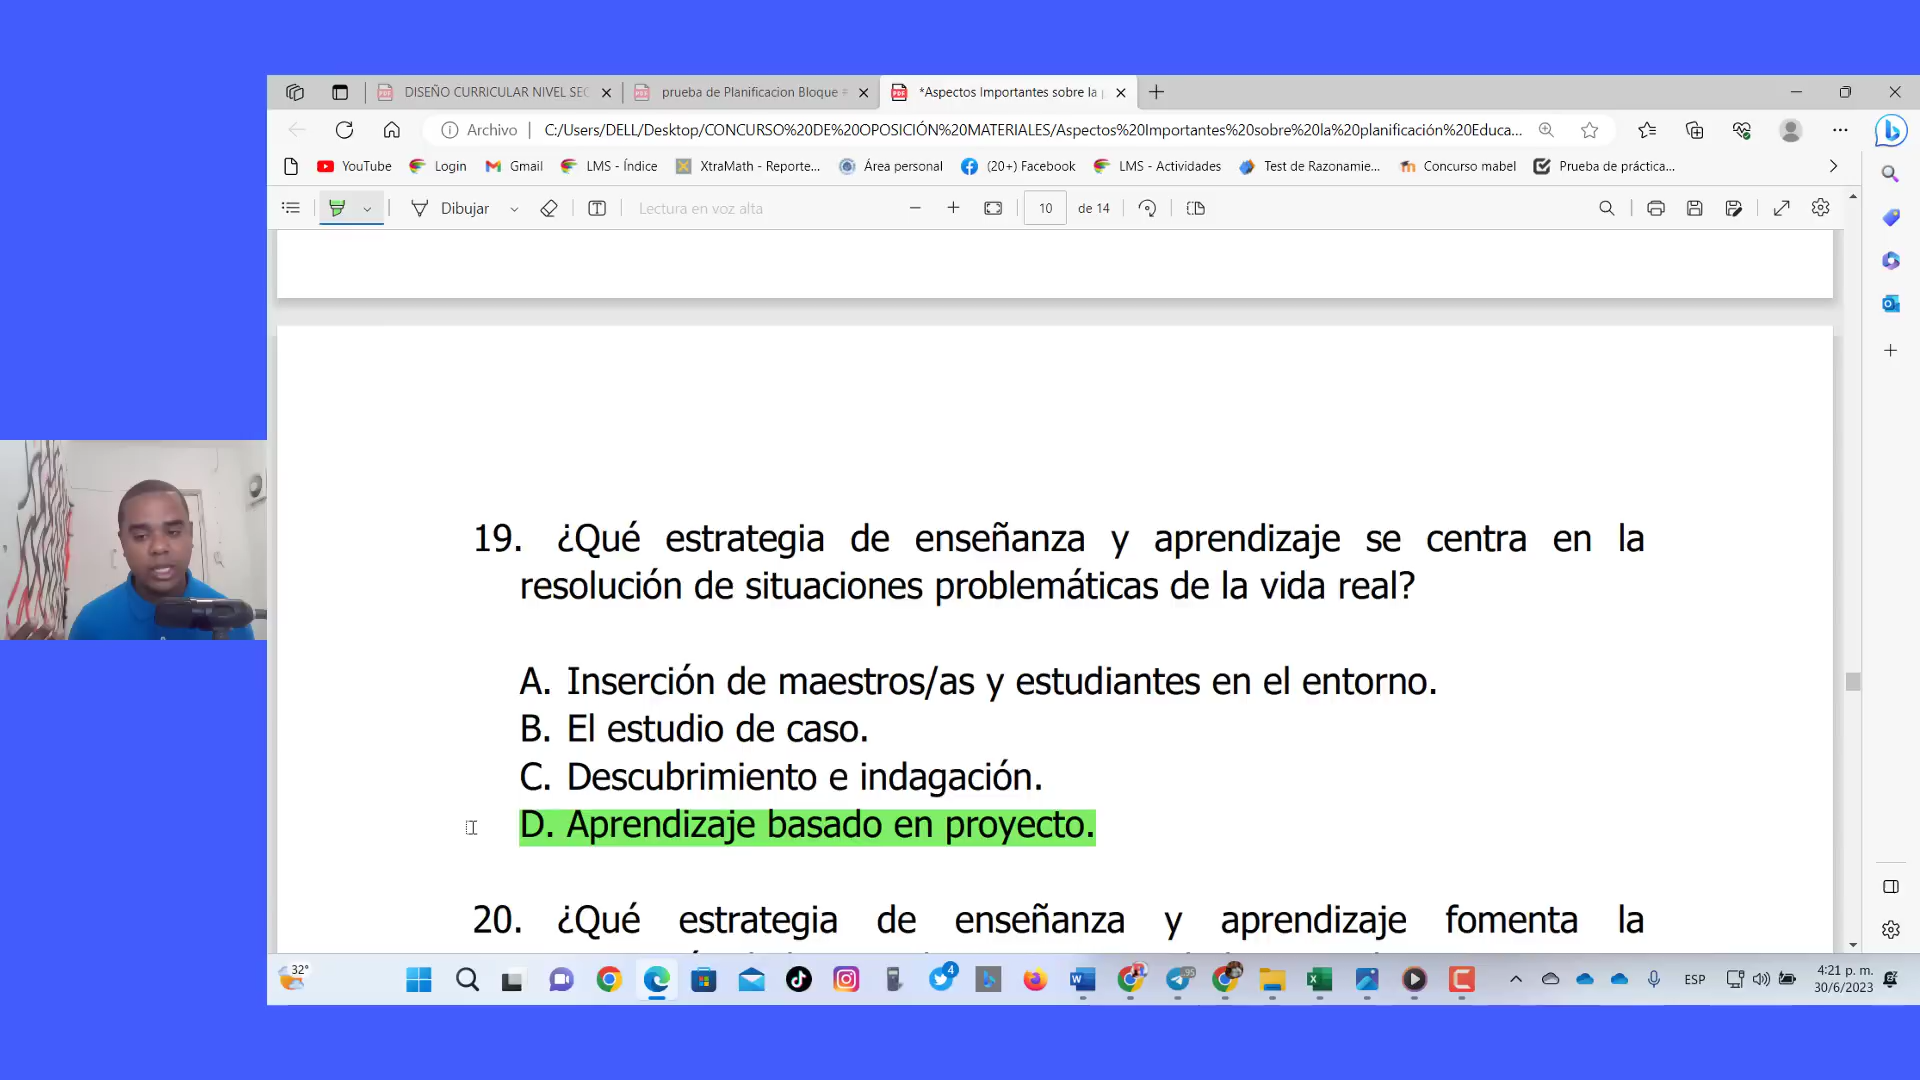 DISEÑO CURRICULAR NIVEL SEC
prueba de Planificacion Bloque
*Aspectos Importantes sobre la
Archivo
C:/Users/DELL/Desktop/CONCURSO%20DE%20OPOSICIÓN%20MATERIALES/Aspectos%20Importantes%20sobre%20la%20planificación%20Educa...
YouTube
Login
Gmail
LMS - Índice
XtraMath - Reporte...
Área personal
(20+) Facebook
LMS - Actividades
Test de Razonamie...
Concurso mabel
Prueba de práctica...
Dibujar
Lectura en voz alta
10
de 14
19. ¿Qué estrategia de enseñanza y aprendizaje se centra en la
resolución de situaciones problemáticas de la vida real?
A. Inserción de maestros/as y estudiantes en el entorno.
B. El estudio de caso.
C. Descubrimiento e indagación.
D. Aprendizaje basado en proyecto.
20. ¿Qué estrategia de enseñanza y aprendizaje fomenta la
32°
4
95
ESP
4:21 p. m.
30/6/2023